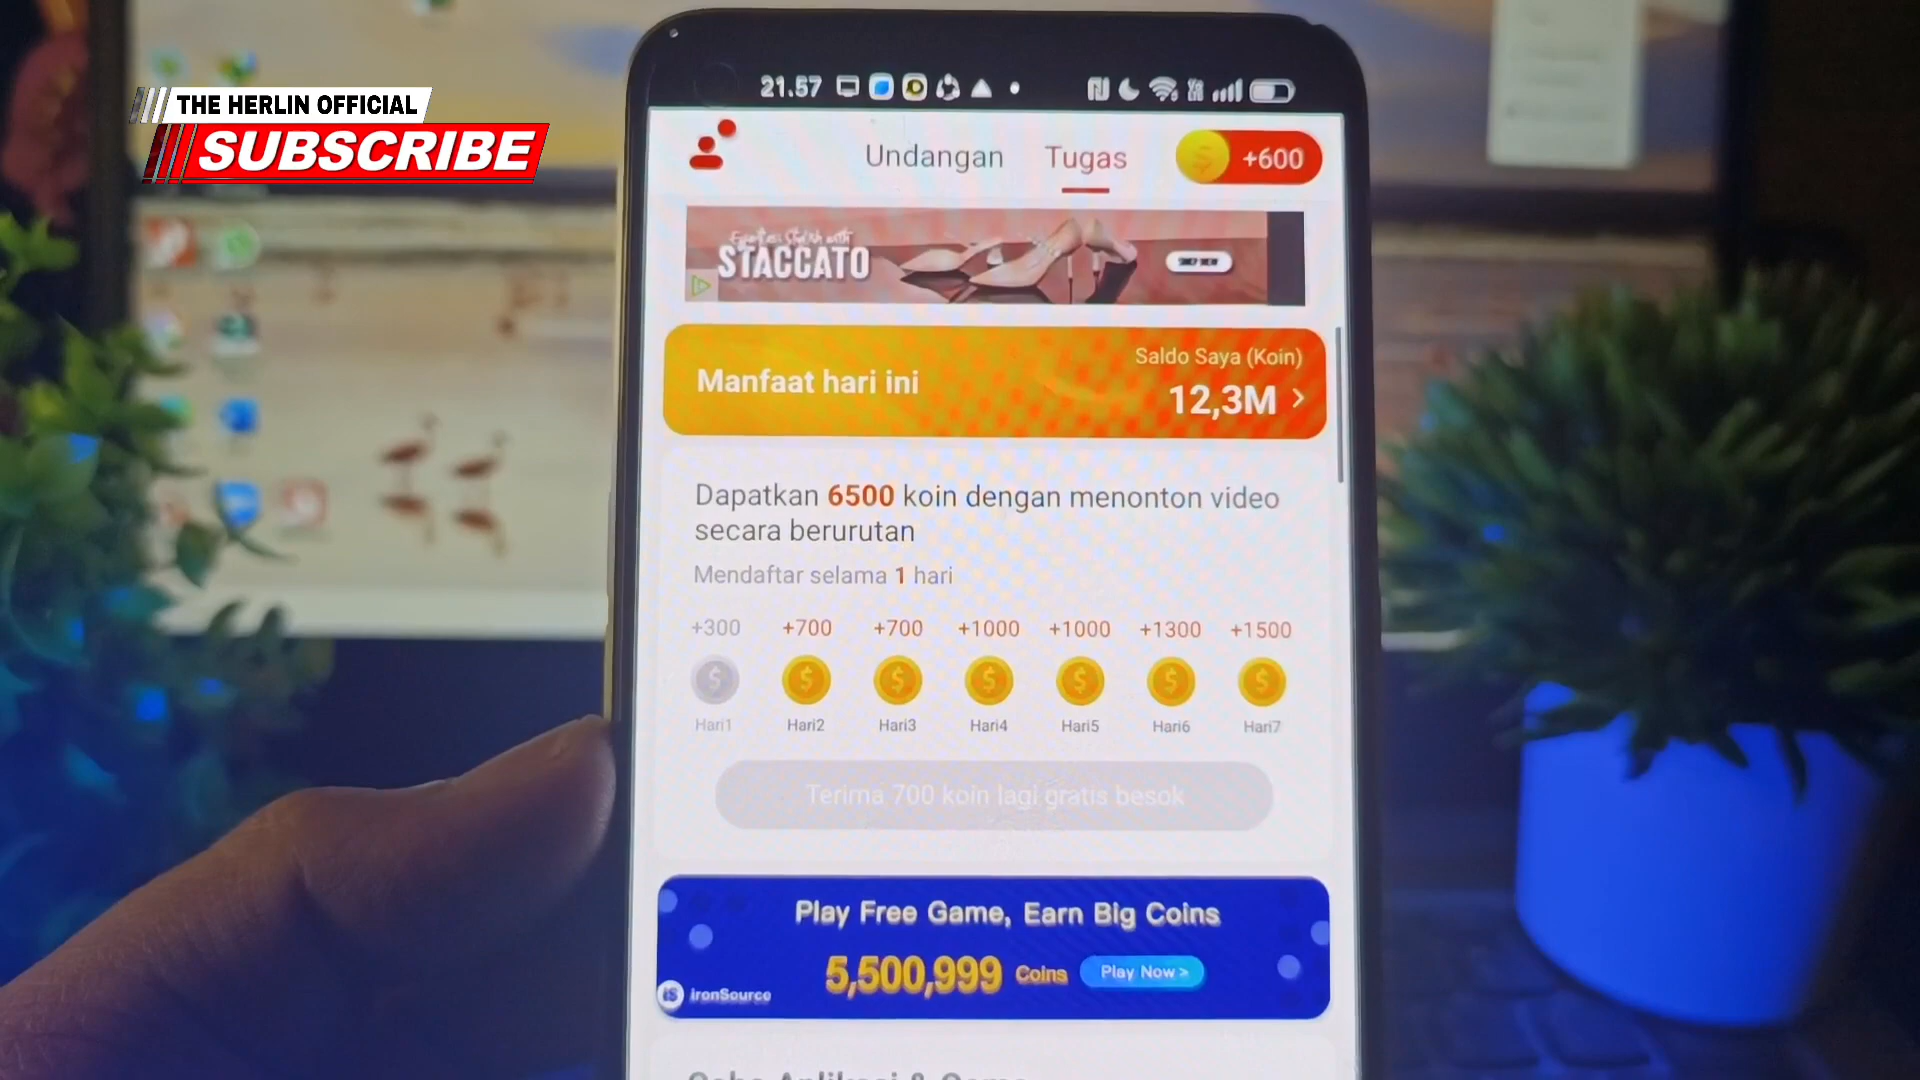 THE HERLIN OFFICIAL
SUBSCRIBE
21.57
Undangan
Tugas
+600
STACCATO
Manfaat hari ini
Saldo Saya (Koin)
12,3M >
Dapatkan 6500 koin dengan menonton video
secara berurutan
Mendaftar selama 1 hari
+300 +700 +700 +1000 +1000 +1300 +1500
Hari1 Hari2 Hari3 Hari4 Hari5 Hari6 Hari7
Terima 700 koin lagi gratis besok
Play Free Game, Earn Big Coins
5,500,999 Coins
Play Now >
iS ironSource